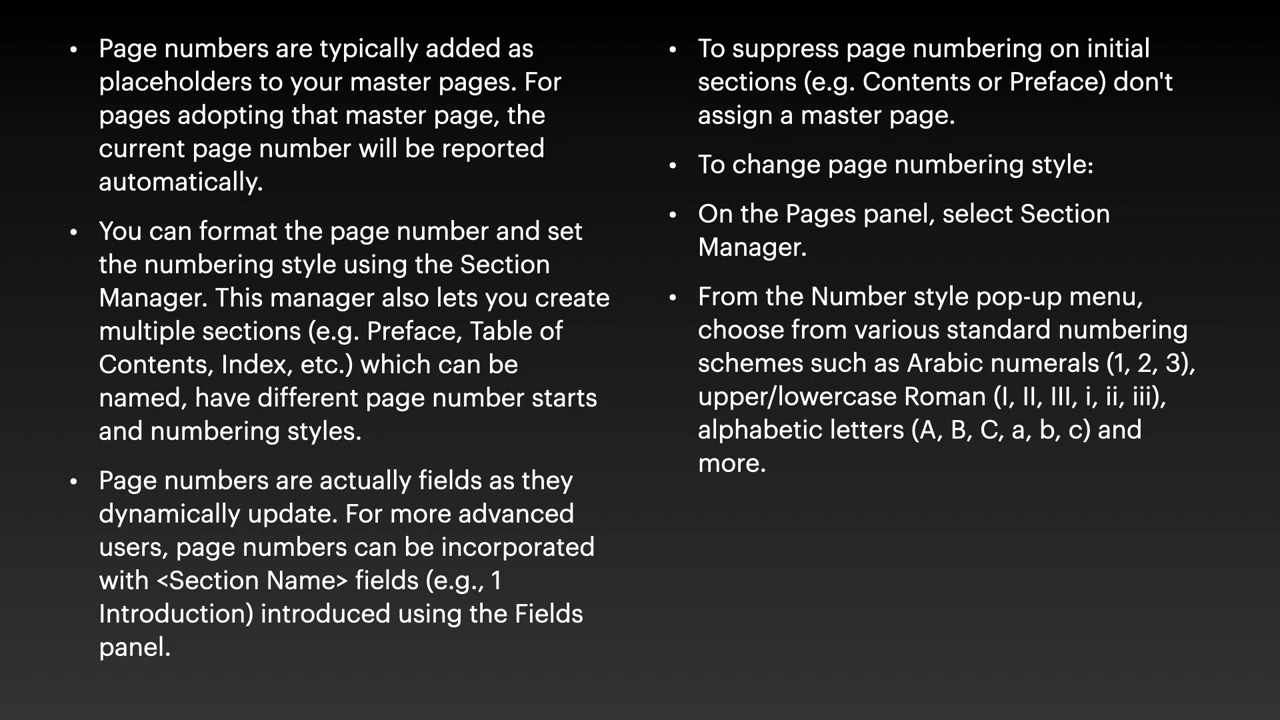 • Page numbers are typically added as
placeholders to your master pages. For
pages adopting that master page, the
current page number will be reported
automatically.
• You can format the page number and set
the numbering style using the Section
Manager. This manager also lets you create
multiple sections (e.g. Preface, Table of
Contents, Index, etc.) which can be
named, have different page number starts
and numbering styles.
• Page numbers are actually fields as they
dynamically update. For more advanced
users, page numbers can be incorporated
with <Section Name> fields (e.g., 1
Introduction) introduced using the Fields
panel.
• To suppress page numbering on initial
sections (e.g. Contents or Preface) don't
assign a master page.
• To change page numbering style:
• On the Pages panel, select Section
Manager.
• From the Number style pop-up menu,
choose from various standard numbering
schemes such as Arabic numerals (1, 2, 3),
upper/lowercase Roman (I, II, III, i, ii, iii),
alphabetic letters (A, B, C, a, b, c) and
more.